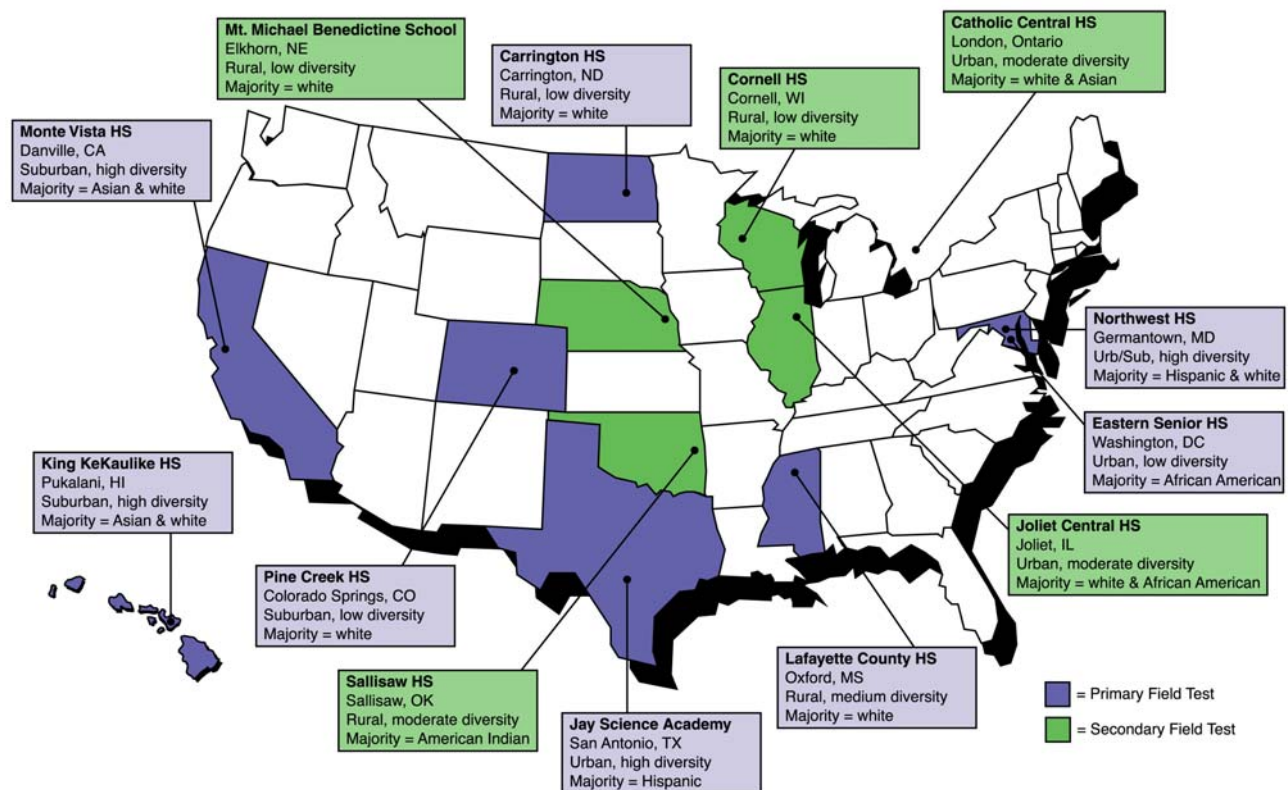 Mt. Michael Benedictine School
Elkhorn, NE
Rural, low diversity
Majority = white
Carrington HS
Carrington, ND
Rural, low diversity
Majority = white
Cornell HS
Cornell, WI
Rural, low diversity
Majority = white
Catholic Central HS
London, Ontario
Urban, moderate diversity
Majority = white & Asian
Monte Vista HS
Danville, CA
Suburban, high diversity
Majority = Asian & white
Northwest HS
Germantown, MD
Urb/Sub, high diversity
Majority = Hispanic & white
Eastern Senior HS
Washington, DC
Urban, low diversity
Majority = African American
King KeKaulike HS
Pukalani, HI
Suburban, high diversity
Majority = Asian & white
Joliet Central HS
Joliet, IL
Urban, moderate diversity
Majority = white & African American
Pine Creek HS
Colorado Springs, CO
Suburban, low diversity
Majority = white
Lafayette County HS
Oxford, MS
Rural, medium diversity
Majority = white
Sallisaw HS
Sallisaw, OK
Rural, moderate diversity
Majority = American Indian
Jay Science Academy
San Antonio, TX
Urban, high diversity
Majority = Hispanic
= Primary Field Test
= Secondary Field Test